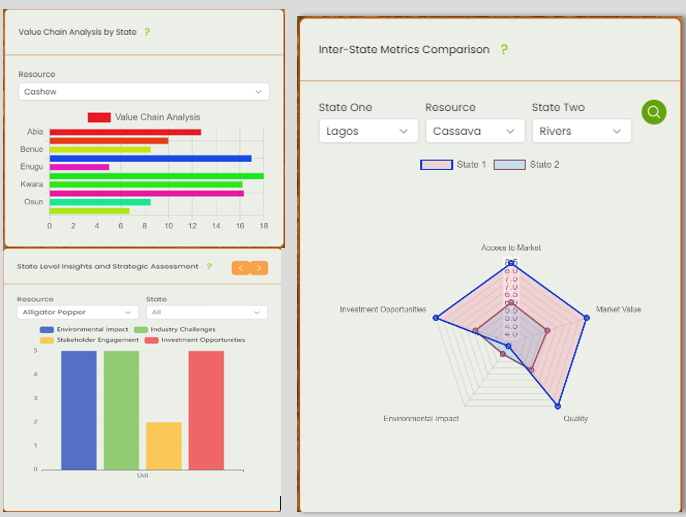 Value Chain Analysis by State ?
Resource
Cashew
Value Chain Analysis
Abia
Benue
Enugu
Kwara
Osun
0 2 4 6 8 10 12 14 16 18
State Level Insights and Strategic Assessment ?
Resource State
Alligator Pepper All
Environmental Impact Industry Challenges
Stakeholder Engagement Investment Opportunities
5
4
3
2
1
0
Udi
Inter-State Metrics Comparison ?
State One Resource State Two
Lagos Cassava Rivers
State 1 State 2
Access to Market
8.5
8.0
7.5
7.0
6.5
6.0
5.0
4.5
4.0
Investment Opportunities Market Value
Environmental Impact Quality